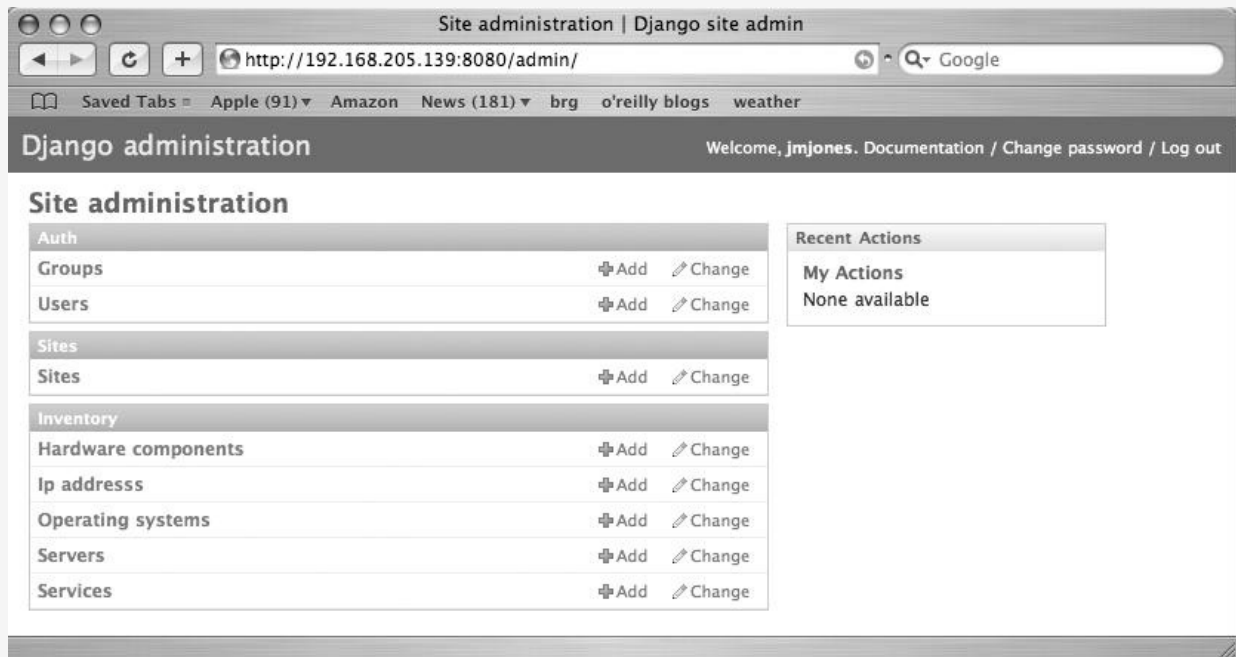 Site administration | Django site admin
http://192.168.205.139:8080/admin/
Google
Saved Tabs Apple (91) Amazon News (181) brg o'reilly blogs weather
Django administration
Welcome, jmjones. Documentation / Change password / Log out
Site administration
Auth
Groups Add Change
Users Add Change
Sites
Sites Add Change
Inventory
Hardware components Add Change
Ip addresss Add Change
Operating systems Add Change
Servers Add Change
Services Add Change
Recent Actions
My Actions
None available